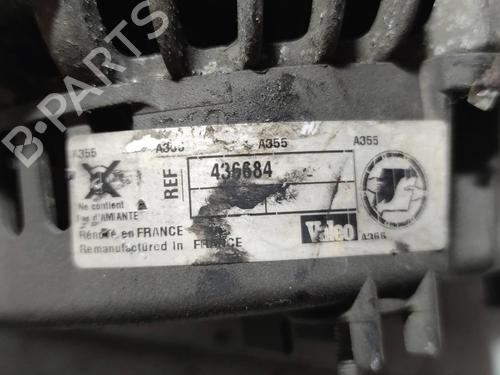 B-PARTS
A355 A355 A355 A355
REF 436684
Ne contient
pas d'AMIANTE
Rénové en FRANCE
Remanufactured in FRANCE
Valeo
A355